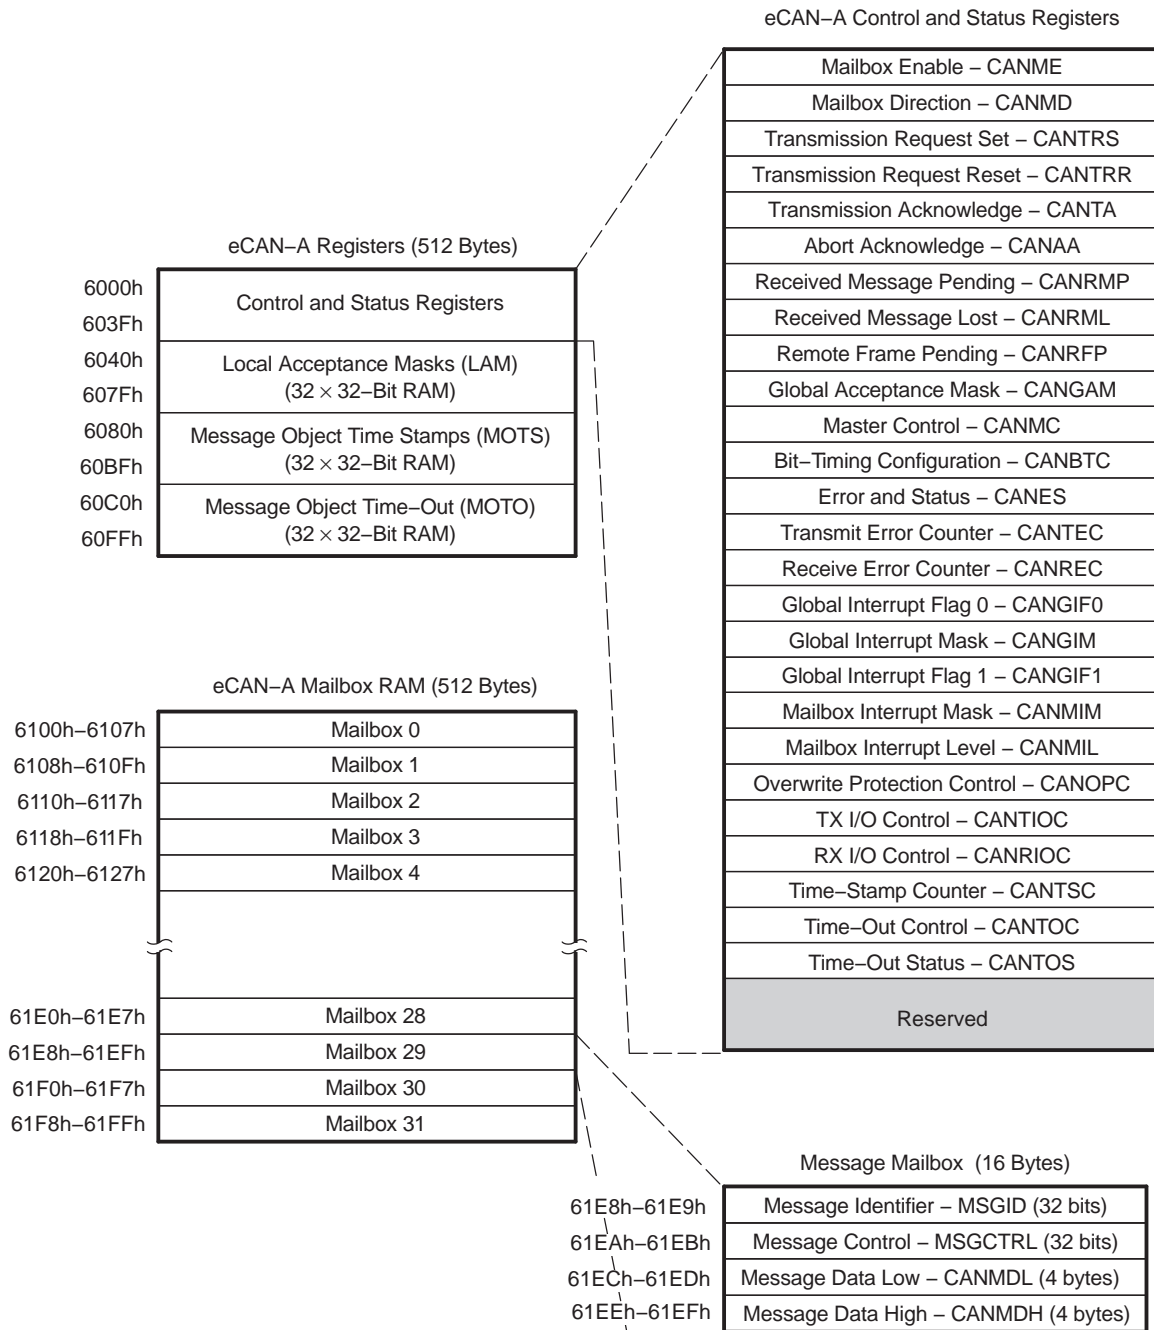 eCAN–A Control and Status Registers
Mailbox Enable – CANME
Mailbox Direction – CANMD
Transmission Request Set – CANTRS
Transmission Request Reset – CANTRR
Transmission Acknowledge – CANTA
Abort Acknowledge – CANAA
Received Message Pending – CANRMP
Received Message Lost – CANRML
Remote Frame Pending – CANRFP
Global Acceptance Mask – CANGAM
Master Control – CANMC
Bit–Timing Configuration – CANBTC
Error and Status – CANES
Transmit Error Counter – CANTEC
Receive Error Counter – CANREC
Global Interrupt Flag 0 – CANGIF0
Global Interrupt Mask – CANGIM
Global Interrupt Flag 1 – CANGIF1
Mailbox Interrupt Mask – CANMIM
Mailbox Interrupt Level – CANMIL
Overwrite Protection Control – CANOPC
TX I/O Control – CANTIOC
RX I/O Control – CANRIOC
Time–Stamp Counter – CANTSC
Time–Out Control – CANTOC
Time–Out Status – CANTOS
Reserved
eCAN–A Registers (512 Bytes)
6000h
Control and Status Registers
603Fh
6040h
Local Acceptance Masks (LAM)
(32 × 32–Bit RAM)
607Fh
6080h
Message Object Time Stamps (MOTS)
(32 × 32–Bit RAM)
60BFh
60C0h
Message Object Time–Out (MOTO)
(32 × 32–Bit RAM)
60FFh
eCAN–A Mailbox RAM (512 Bytes)
6100h–6107h Mailbox 0
6108h–610Fh Mailbox 1
6110h–6117h Mailbox 2
6118h–611Fh Mailbox 3
6120h–6127h Mailbox 4
61E0h–61E7h Mailbox 28
61E8h–61EFh Mailbox 29
61F0h–61F7h Mailbox 30
61F8h–61FFh Mailbox 31
Message Mailbox (16 Bytes)
61E8h–61E9h Message Identifier – MSGID (32 bits)
61EAh–61EBh Message Control – MSGCTRL (32 bits)
61ECh–61EDh Message Data Low – CANMDL (4 bytes)
61EEh–61EFh Message Data High – CANMDH (4 bytes)